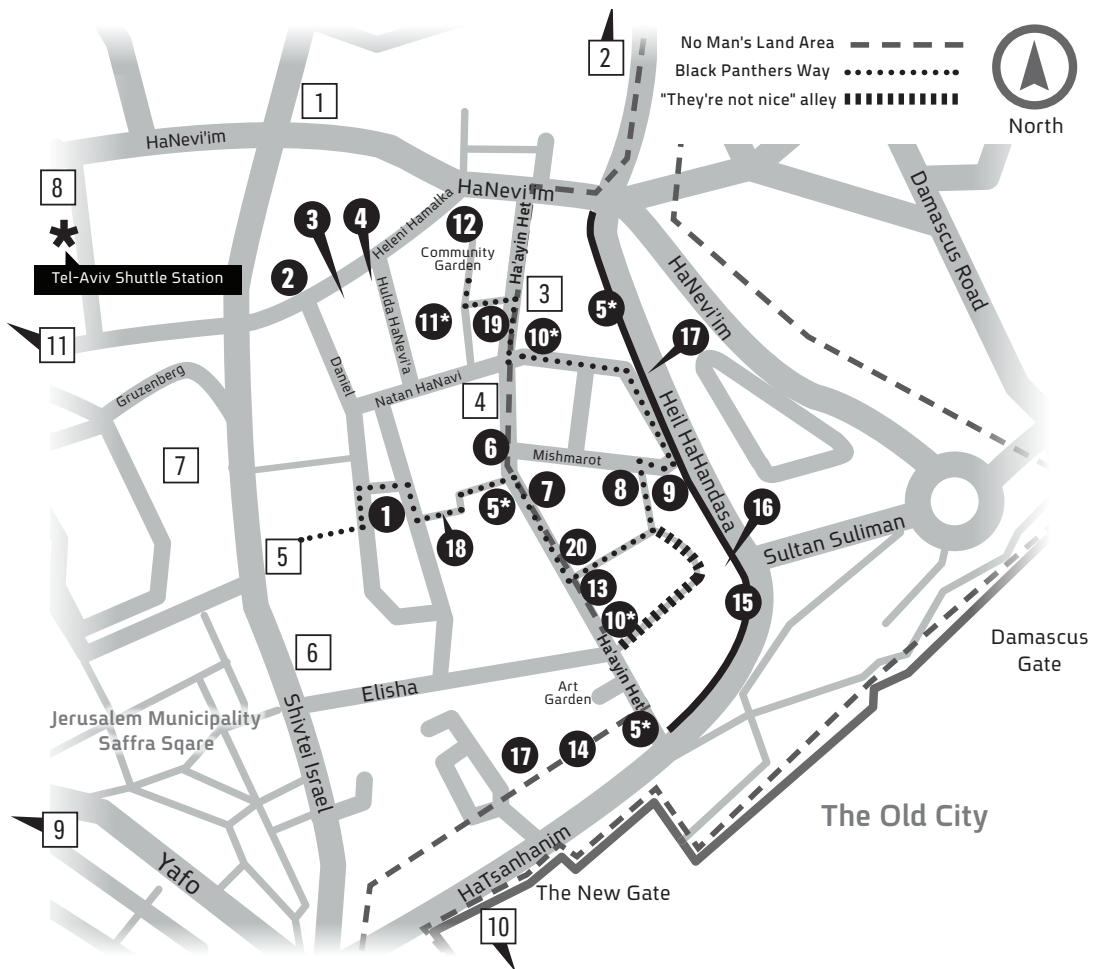 2
No Man's Land Area
Black Panthers Way
"They're not nice" alley
North
1
HaNevi'im
8
HaNevi'im
Damascus Road
3
4
12
Heleni Hamalka
Ha'ayin Het
Community
Garden
Tel-Aviv Shuttle Station
2
Hulda HaNevi'a
HaNevi'im
3
5*
11*
19
10*
17
11
Gruzenberg
Daniel
Natan HaNavi
4
Heil HaHandasa
6
Mishmarot
7
7
8
9
5*
1
16
18
20
Sultan Suliman
5
13
15
10*
6
Ha'ayin Het
Damascus
Gate
Elisha
Art
Garden
Shivtei Israel
Jerusalem Municipality
Saffra Sqare
5*
17
14
The Old City
9
Yafo
HaTsanhanim
The New Gate
10